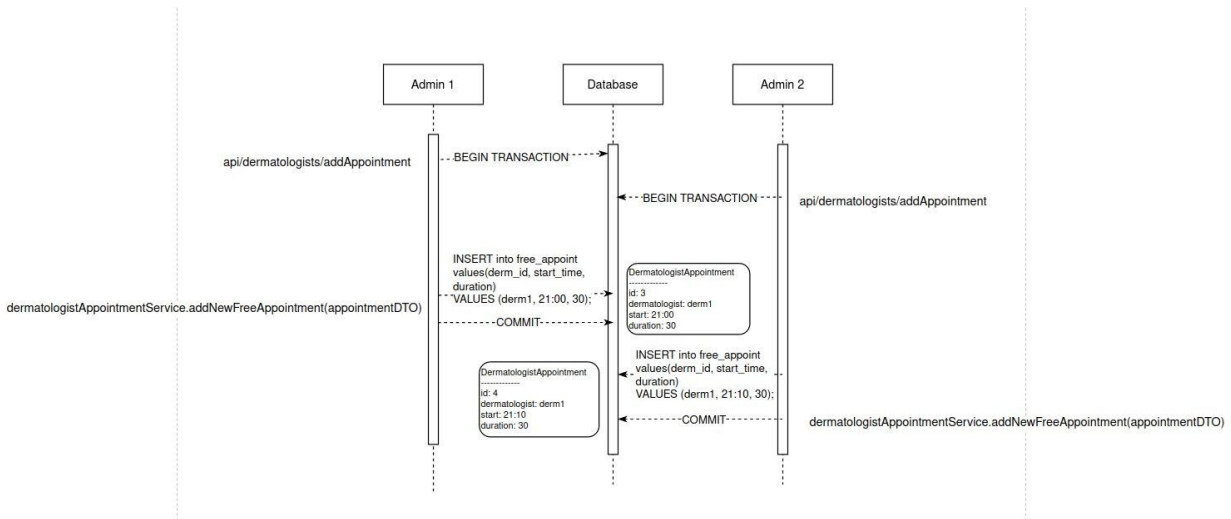 Admin 1
Database
Admin 2
api/dermatologists/addAppointment
BEGIN TRANSACTION
BEGIN TRANSACTION
api/dermatologists/addAppointment
INSERT into free_appoint
values(derm_id, start_time,
duration)
VALUES (derm1, 21:00, 30);
DermatologistAppointment
-------------
id: 3
dermatologist: derm1
start: 21:00
duration: 30
dermatologistAppointmentService.addNewFreeAppointment(appointmentDTO)
COMMIT
INSERT into free_appoint
values(derm_id, start_time,
duration)
VALUES (derm1, 21:10, 30);
DermatologistAppointment
-------------
id: 4
dermatologist: derm1
start: 21:10
duration: 30
COMMIT
dermatologistAppointmentService.addNewFreeAppointment(appointmentDTO)